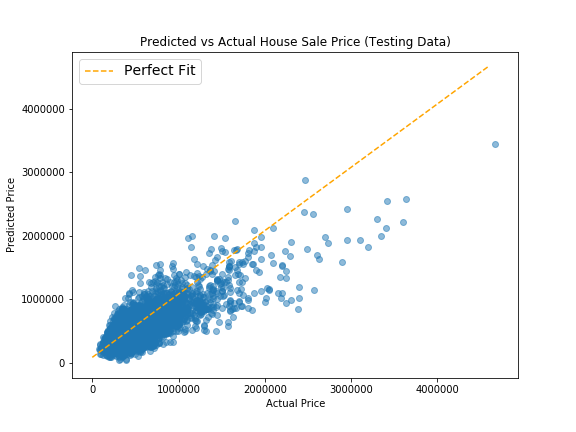 Predicted vs Actual House Sale Price (Testing Data)
Perfect Fit
Predicted Price
4000000
3000000
2000000
1000000
0
0 1000000 2000000 3000000 4000000
Actual Price